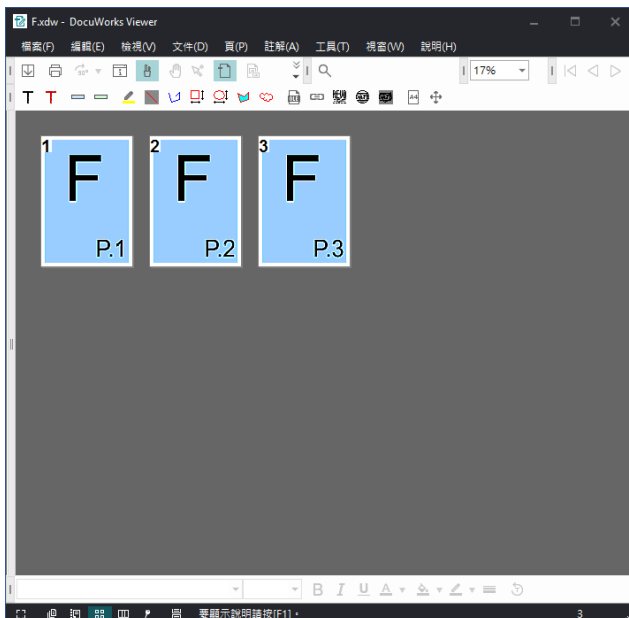 F.xdw - DocuWorks Viewer
檔案(F) 編輯(E) 檢視(V) 文件(D) 頁(P) 註解(A) 工具(T) 視窗(W) 說明(H)
17%
T T A4
1 2 3
F F F
P.1 P.2 P.3
B I U A
要顯示說明請按[F1]。
3